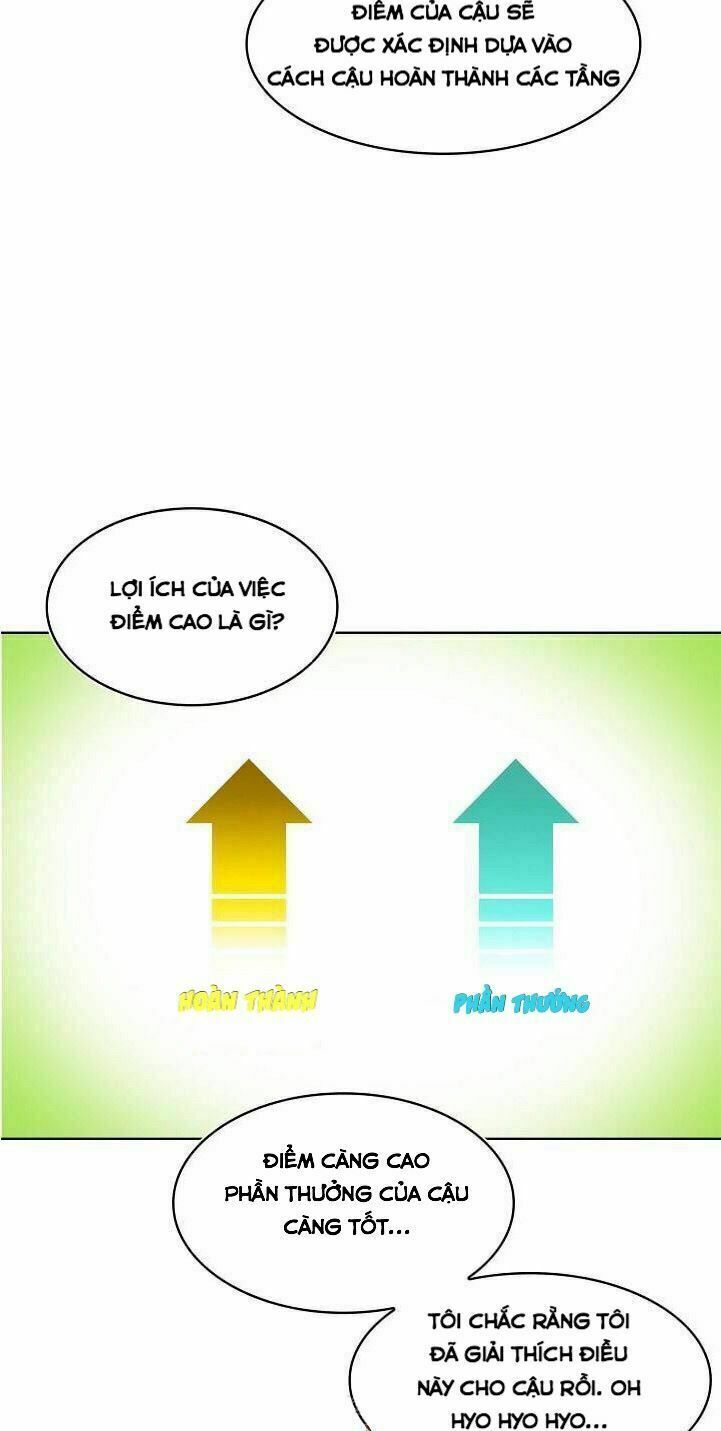 ĐIỂM CỦA CẬU SẼ
ĐƯỢC XÁC ĐỊNH DỰA VÀO
CÁCH CẬU HOÀN THÀNH CÁC TẦNG
LỢI ÍCH CỦA VIỆC
ĐIỂM CAO LÀ GÌ?
HOÀN THÀNH
PHẦN THƯỞNG
ĐIỂM CÀNG CAO
PHẦN THƯỞNG CỦA CẬU
CÀNG TỐT...
TÔI CHẮC RẰNG TÔI
ĐÃ GIẢI THÍCH ĐIỀU
NÀY CHO CẬU RỒI. OH
HYO HYO HYO...